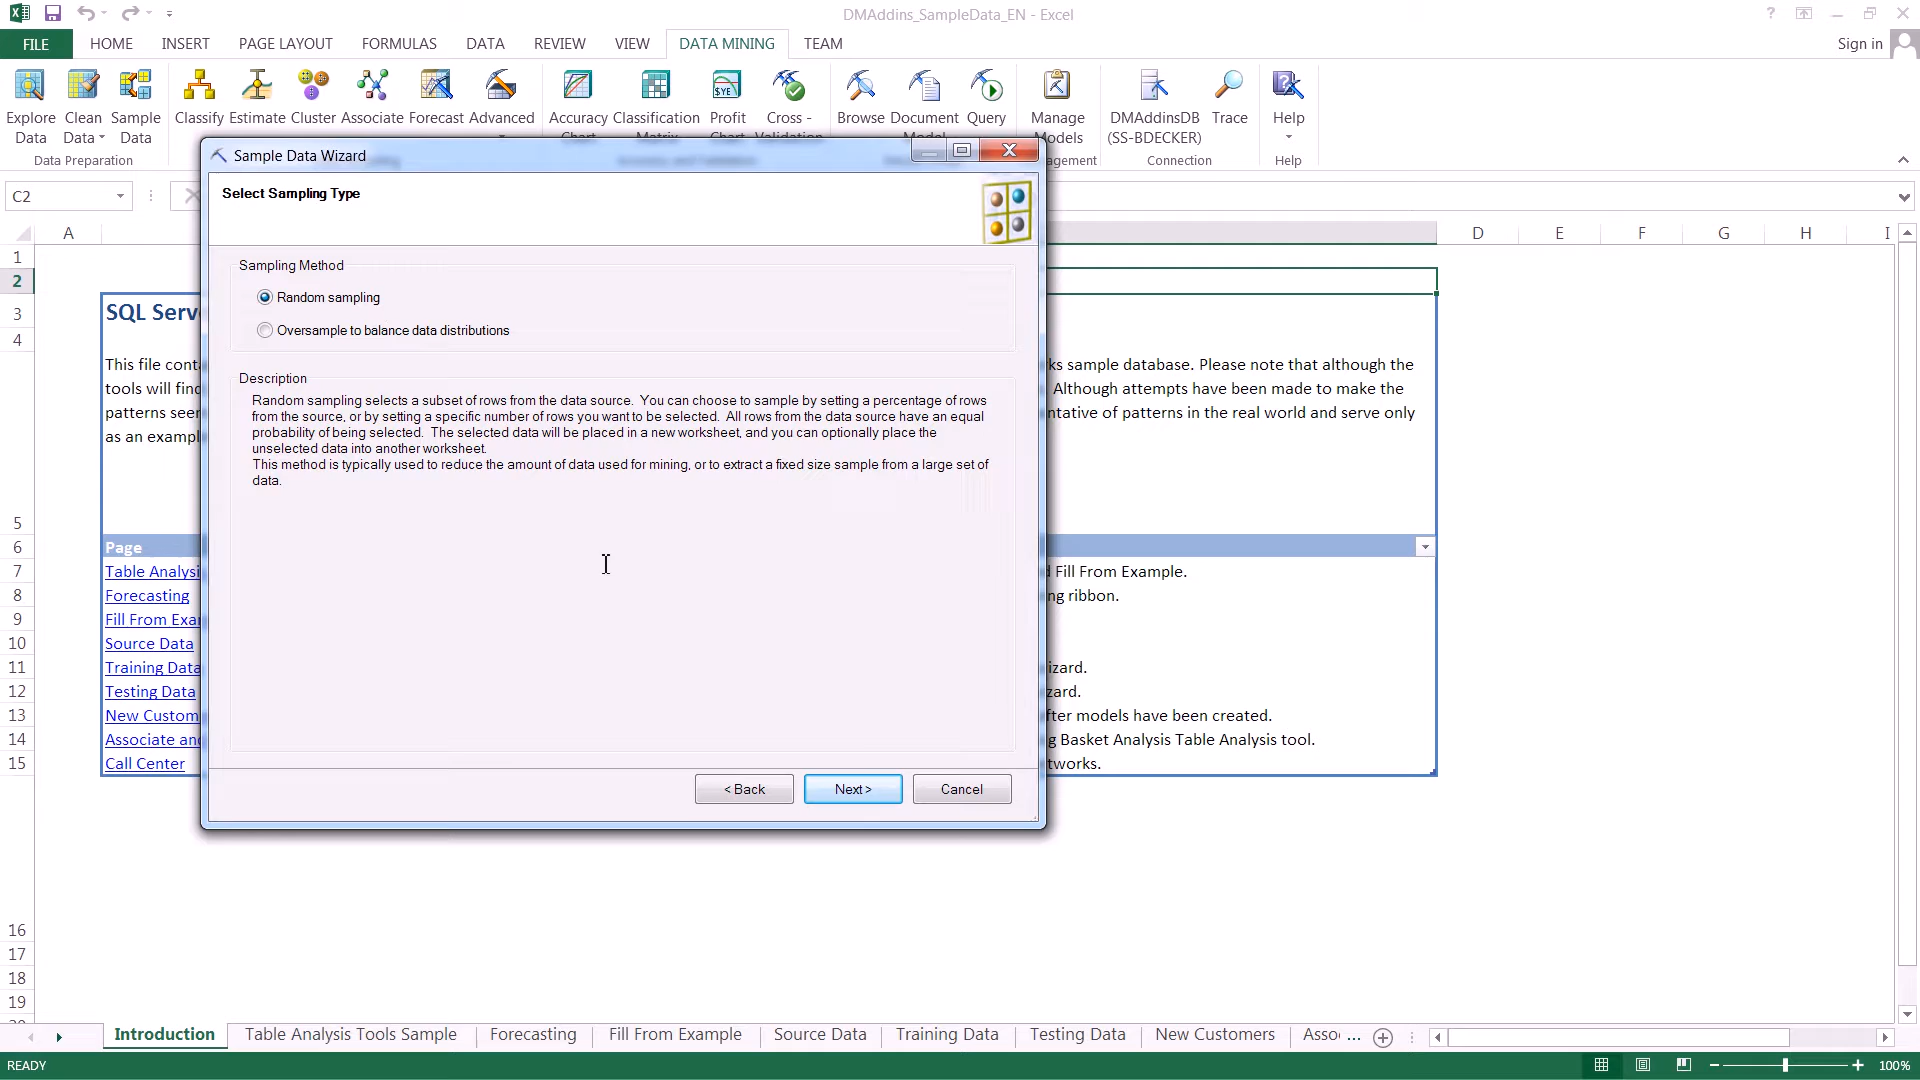 DMAddins_SampleData_EN - Excel
FILE
HOME
INSERT
PAGE LAYOUT
FORMULAS
DATA
REVIEW
VIEW
DATA MINING
TEAM
Sign in
Explore Data
Clean Data
Sample Data
Classify
Estimate
Cluster
Associate
Forecast
Advanced
Accuracy
Classification
Profit
Cross -
Browse
Document
Query
Manage Models
DMAddinsDB (SS-BDECKER)
Trace
Help
Data Preparation
Connection
Help
C2
Sample Data Wizard
Select Sampling Type
Sampling Method
Random sampling
Oversample to balance data distributions
Description
Random sampling selects a subset of rows from the data source. You can choose to sample by setting a percentage of rows
from the source, or by setting a specific number of rows you want to be selected. All rows from the data source have an equal
probability of being selected. The selected data will be placed in a new worksheet, and you can optionally place the
unselected data into another worksheet.
This method is typically used to reduce the amount of data used for mining, or to extract a fixed size sample from a large set of
data.
< Back
Next >
Cancel
A
D
E
F
G
H
I
1
2
3
4
5
6
7
8
9
10
11
12
13
14
15
16
17
18
19
SQL Serv
This file cont
ks sample database. Please note that although the
tools will find
Although attempts have been made to make the
patterns seen
ntative of patterns in the real world and serve only
as an exampl
Page
Table Analysi
Fill From Example.
Forecasting
ng ribbon.
Fill From Exa
Source Data
Training Data
izard.
Testing Data
zard.
New Custom
fter models have been created.
Associate and
g Basket Analysis Table Analysis tool.
Call Center
tworks.
Introduction
Table Analysis Tools Sample
Forecasting
Fill From Example
Source Data
Training Data
Testing Data
New Customers
Asso ...
READY
100%